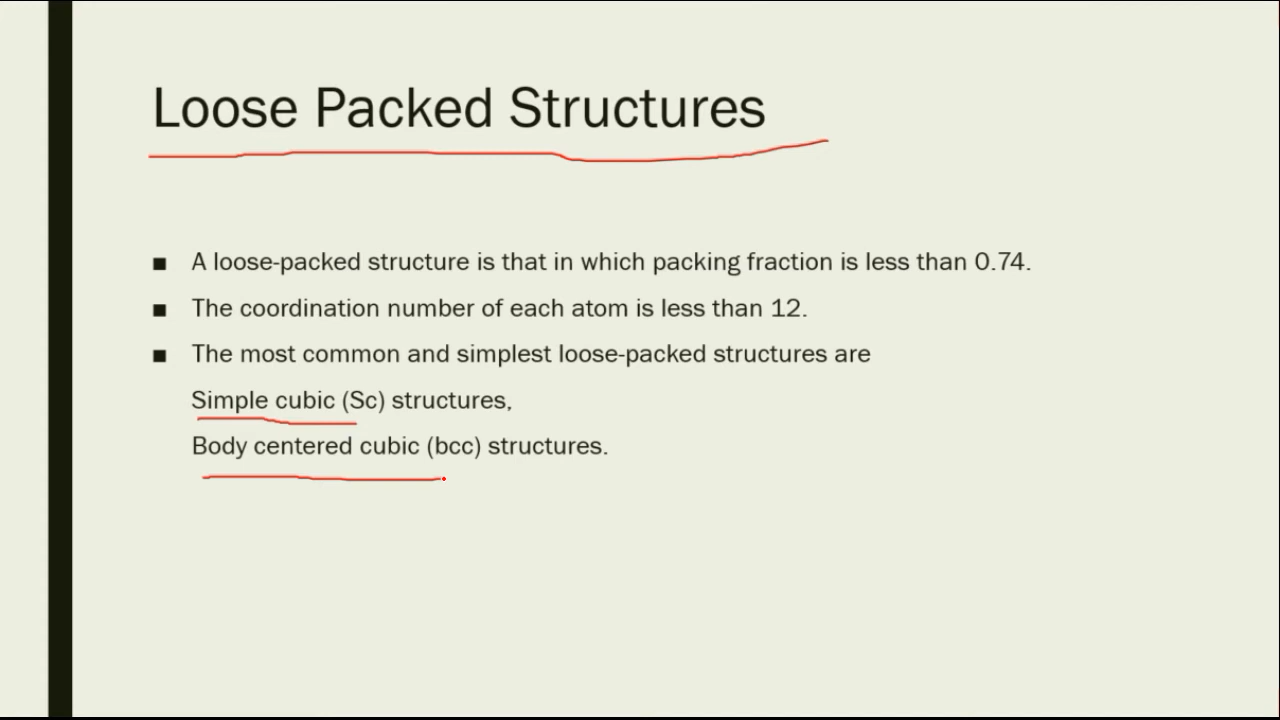 Loose Packed Structures
■ A loose-packed structure is that in which packing fraction is less than 0.74.
■ The coordination number of each atom is less than 12.
■ The most common and simplest loose-packed structures are
Simple cubic (Sc) structures,
Body centered cubic (bcc) structures.